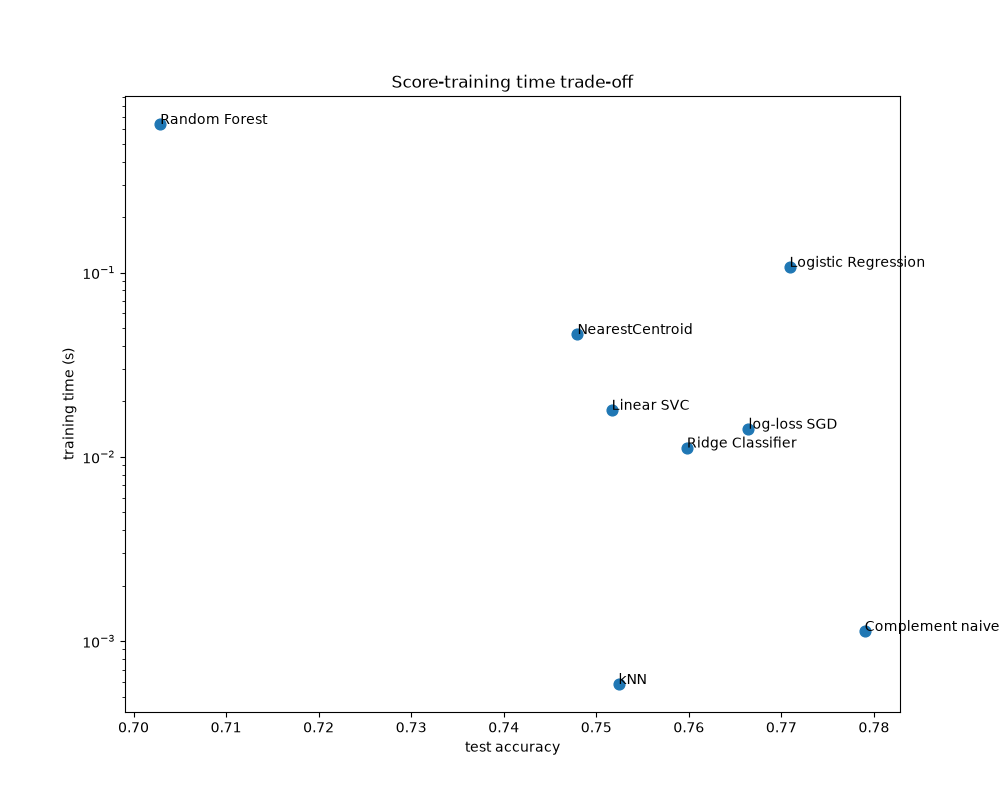 Score-training time trade-off
Random Forest
Logistic Regression
NearestCentroid
Linear SVC
log-loss SGD
Ridge Classifier
Complement naive
kNN
training time (s)
10⁻¹
10⁻²
10⁻³
0.70 0.71 0.72 0.73 0.74 0.75 0.76 0.77 0.78
test accuracy